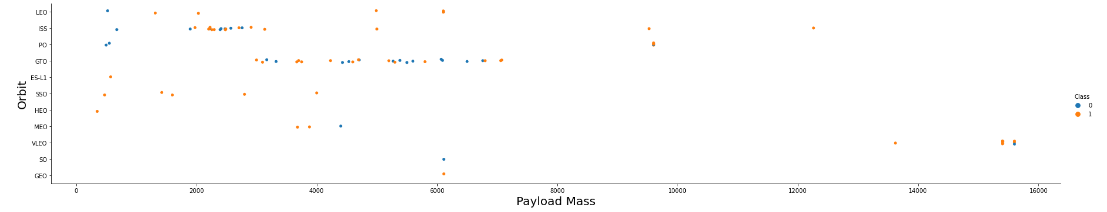 LEO
ISS
PO
GTO
ES-L1
SSO
HEO
MEO
VLEO
SO
GEO
Orbit
0 2000 4000 6000 8000 10000 12000 14000 16000
Payload Mass
Class
0
1